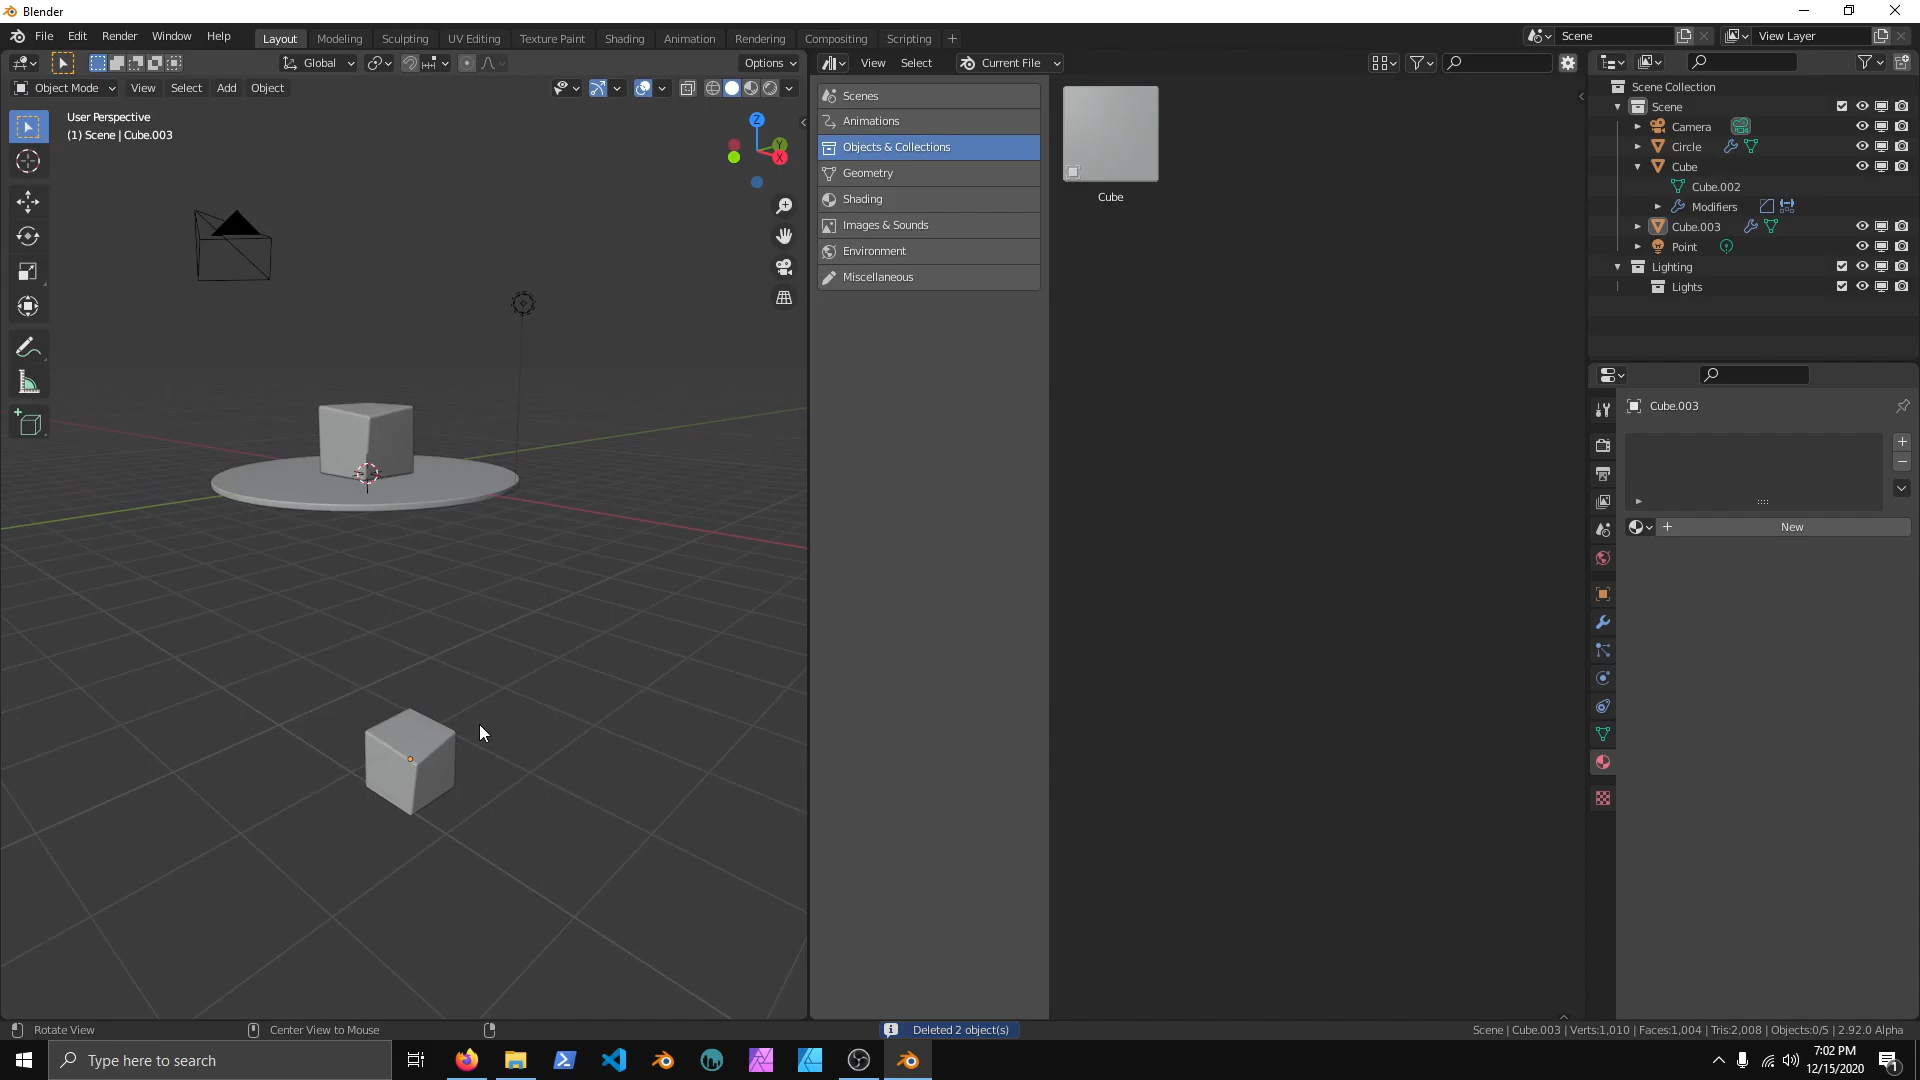 Blender
File Edit Render Window Help
Layout Modeling Sculpting UV Editing Texture Paint Shading Animation Rendering Compositing Scripting +
Scene
View Layer
Global
Options
View Select
Current File
Object Mode View Select Add Object
User Perspective
(1) Scene | Cube.003
Z
Y
X
Scenes
Animations
Objects & Collections
Geometry
Shading
Images & Sounds
Environment
Miscellaneous
Cube
Scene Collection
Scene
Camera
Circle
Cube
Cube.002
Modifiers
Cube.003
Point
Lighting
Lights
Cube.003
New
Rotate View
Center View to Mouse
Deleted 2 object(s)
Scene | Cube.003 | Verts:1,010 | Faces:1,004 | Tris:2,008 | Objects:0/5 | 2.92.0 Alpha
Type here to search
7:02 PM
12/15/2020
1